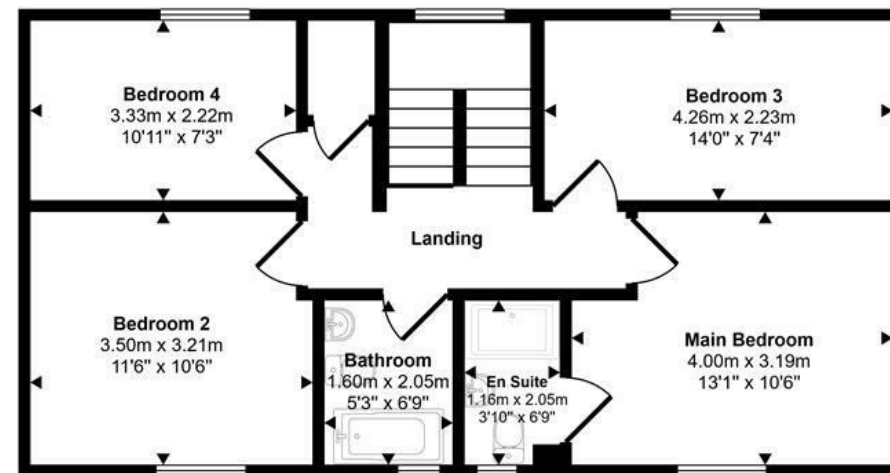 Bedroom 4
3.33m x 2.22m
10'11" x 7'3"
Bedroom 3
4.26m x 2.23m
14'0" x 7'4"
Landing
Bedroom 2
3.50m x 3.21m
11'6" x 10'6"
Bathroom
1.60m x 2.05m
5'3" x 6'9"
En Suite
1.16m x 2.05m
3'10" x 6'9"
Main Bedroom
4.00m x 3.19m
13'1" x 10'6"